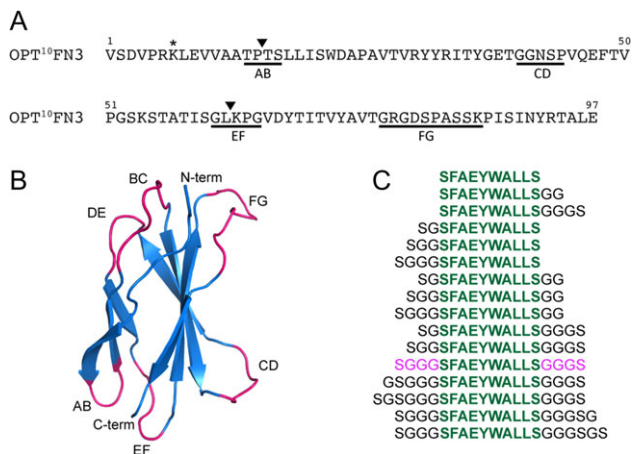 A
* ▼
1 50
OPT¹⁰FN3 VSDVPRKLEVVAATPTSLLISWDAPAVTVRYYRITYGETGGNSPVQEFTV
AB CD
▼
51 97
OPT¹⁰FN3 PGSKSTATISGLKPGVDYTITVYAVTGRGDSPASSKPISINYRTALE
EF FG
B
BC N-term
DE FG
CD
AB
C-term
EF
C
SFAEYWALLS
SFAEYWALLSGG
SFAEYWALLSGGGS
SGSFAEYWALLS
SGGSFAEYWALLS
SGGGSFAEYWALLS
SGSFAEYWALLSGG
SGGSFAEYWALLSGG
SGGGSFAEYWALLSGG
SGSFAEYWALLSGGGS
SGGSFAEYWALLSGGGS
SGGGSFAEYWALLSGGGS
GSGGGSFAEYWALLSGGGS
SGSGGGSFAEYWALLSGGGS
SGGGSFAEYWALLSGGGSG
SGGGSFAEYWALLSGGGSGS